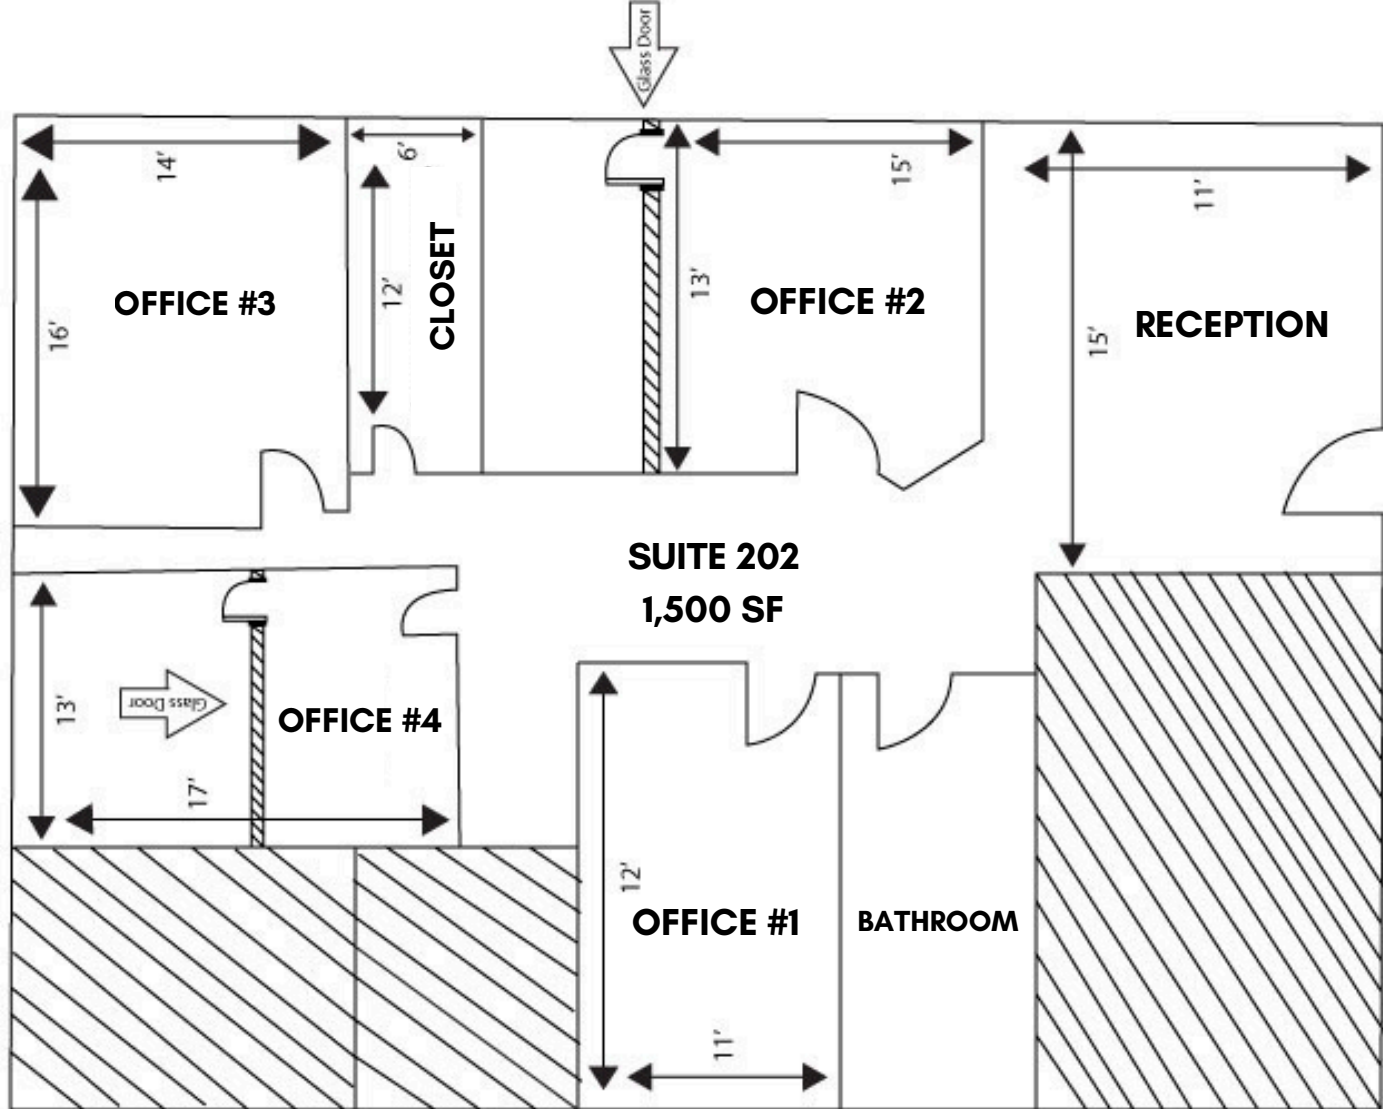 Glass Door
14'
6'
15'
11'
16'
12'
CLOSET
13'
15'
OFFICE #3
OFFICE #2
RECEPTION
SUITE 202
1,500 SF
13'
Glass Door
OFFICE #4
17'
12'
OFFICE #1
BATHROOM
11'